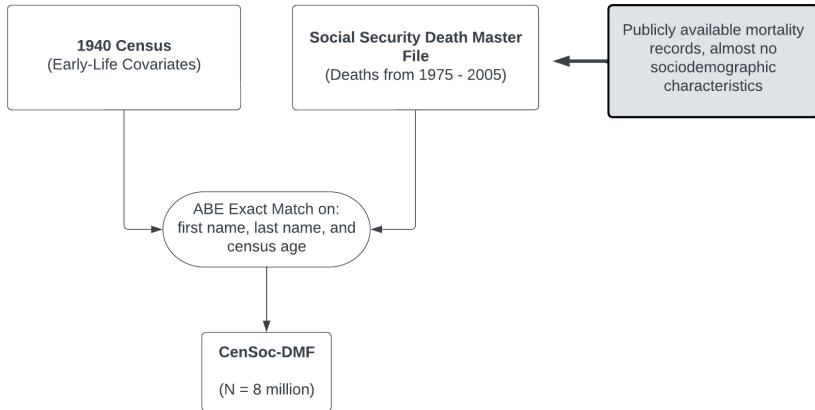 1940 Census
(Early-Life Covariates)
Social Security Death Master
File
(Deaths from 1975 - 2005)
Publicly available mortality
records, almost no
sociodemographic
characteristics
ABE Exact Match on:
first name, last name, and
census age
CenSoc-DMF
(N = 8 million)